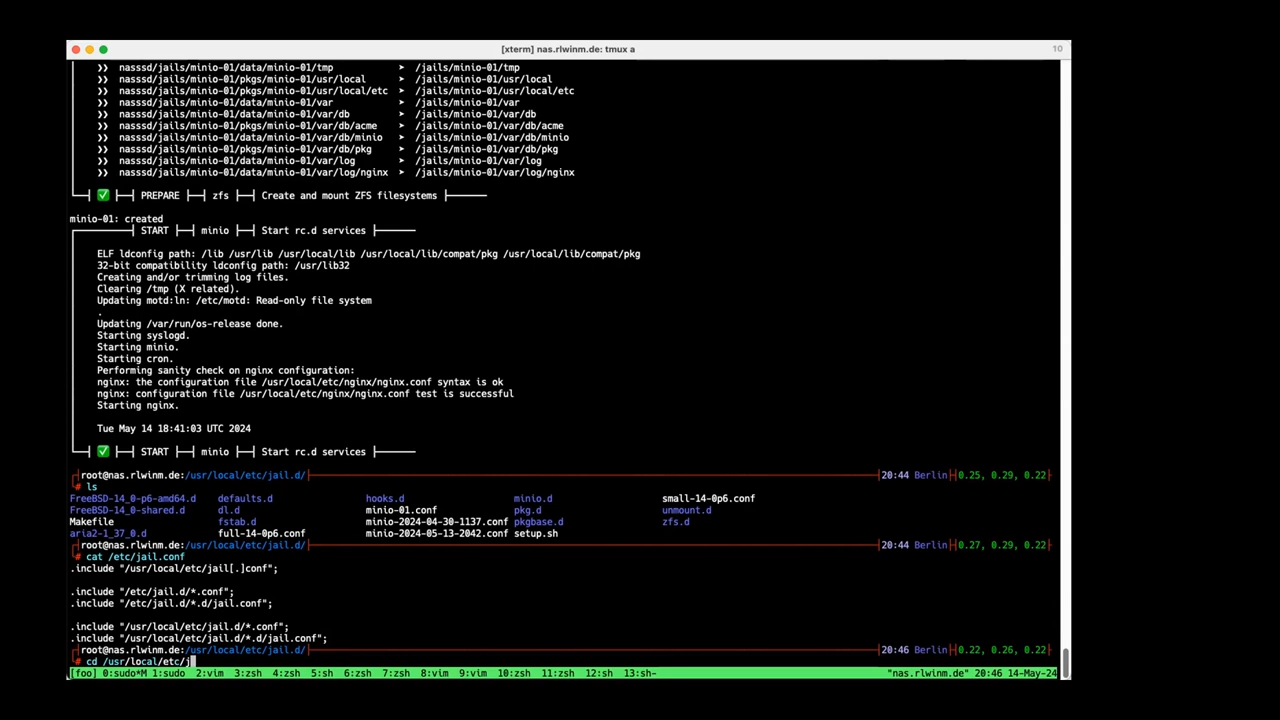 [xterm] nas.rlwinm.de: tmux a
10
❯❯ nasssd/jails/minio-01/data/minio-01/tmp ➤ /jails/minio-01/tmp
❯❯ nasssd/jails/minio-01/pkgs/minio-01/usr/local ➤ /jails/minio-01/usr/local
❯❯ nasssd/jails/minio-01/pkgs/minio-01/usr/local/etc ➤ /jails/minio-01/usr/local/etc
❯❯ nasssd/jails/minio-01/data/minio-01/var ➤ /jails/minio-01/var
❯❯ nasssd/jails/minio-01/data/minio-01/var/db ➤ /jails/minio-01/var/db
❯❯ nasssd/jails/minio-01/pkgs/minio-01/var/db/acme ➤ /jails/minio-01/var/db/acme
❯❯ nasssd/jails/minio-01/data/minio-01/var/db/minio ➤ /jails/minio-01/var/db/minio
❯❯ nasssd/jails/minio-01/pkgs/minio-01/var/db/pkg ➤ /jails/minio-01/var/db/pkg
❯❯ nasssd/jails/minio-01/data/minio-01/var/log ➤ /jails/minio-01/var/log
❯❯ nasssd/jails/minio-01/data/minio-01/var/log/nginx ➤ /jails/minio-01/var/log/nginx
└─┤ ✅ ├─┤ PREPARE ├─┤ zfs ├─┤ Create and mount ZFS filesystems ├────
minio-01: created
┌──────┤ START ├─┤ minio ├─┤ Start rc.d services ├────
ELF ldconfig path: /lib /usr/lib /usr/local/lib /usr/local/lib/compat/pkg /usr/local/lib/compat/pkg
32-bit compatibility ldconfig path: /usr/lib32
Creating and/or trimming log files.
Clearing /tmp (X related).
Updating motd:ln: /etc/motd: Read-only file system
.
Updating /var/run/os-release done.
Starting syslogd.
Starting minio.
Starting cron.
Performing sanity check on nginx configuration:
nginx: the configuration file /usr/local/etc/nginx/nginx.conf syntax is ok
nginx: configuration file /usr/local/etc/nginx/nginx.conf test is successful
Starting nginx.
Tue May 14 18:41:03 UTC 2024
└─┤ ✅ ├─┤ START ├─┤ minio ├─┤ Start rc.d services ├────
root@nas.rlwinm.de:/usr/local/etc/jail.d/ 20:44 Berlin 0.25, 0.29, 0.22
# ls
FreeBSD-14_0-p6-amd64.d defaults.d hooks.d minio.d small-14-0p6.conf
FreeBSD-14_0-shared.d dl.d minio-01.conf pkg.d unmount.d
Makefile fstab.d minio-2024-04-30-1137.conf pkgbase.d zfs.d
aria2-1_37_0.d full-14-0p6.conf minio-2024-05-13-2042.conf setup.sh
root@nas.rlwinm.de:/usr/local/etc/jail.d/ 20:44 Berlin 0.27, 0.29, 0.22
# cat /etc/jail.conf
.include "/usr/local/etc/jail[.]conf";
.include "/etc/jail.d/*.conf";
.include "/etc/jail.d/*.d/jail.conf";
.include "/usr/local/etc/jail.d/*.conf";
.include "/usr/local/etc/jail.d/*.d/jail.conf";
root@nas.rlwinm.de:/usr/local/etc/jail.d/ 20:46 Berlin 0.22, 0.26, 0.22
# cd /usr/local/etc/j
[foo] 0:sudo*M 1:sudo 2:vim 3:zsh 4:zsh 5:sh 6:zsh 7:zsh 8:vim 9:vim 10:zsh 11:zsh 12:sh 13:sh- "nas.rlwinm.de" 20:46 14-May-24